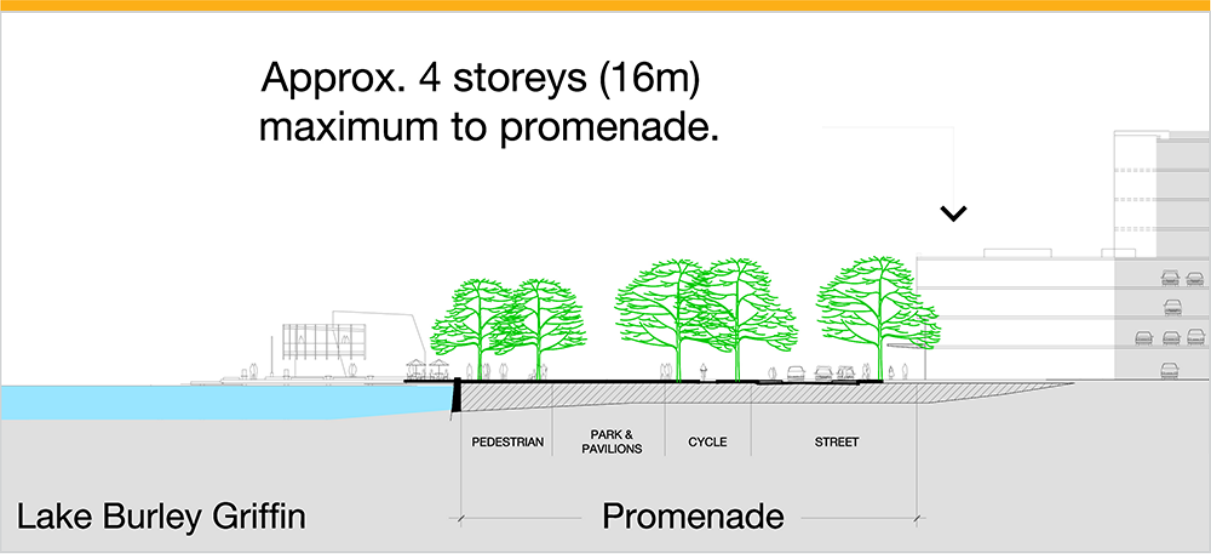 Approx. 4 storeys (16m)
maximum to promenade.
PEDESTRIAN
PARK &
PAVILIONS
CYCLE
STREET
Lake Burley Griffin
Promenade